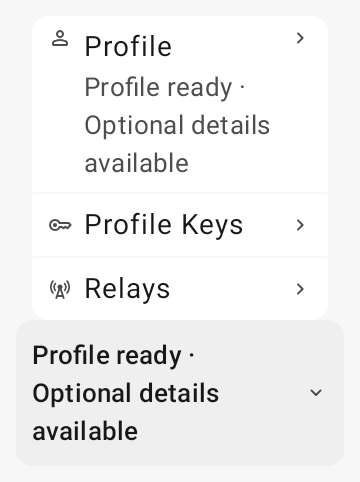 Profile
Profile ready ·
Optional details
available
Profile Keys
Relays
Profile ready ·
Optional details
available